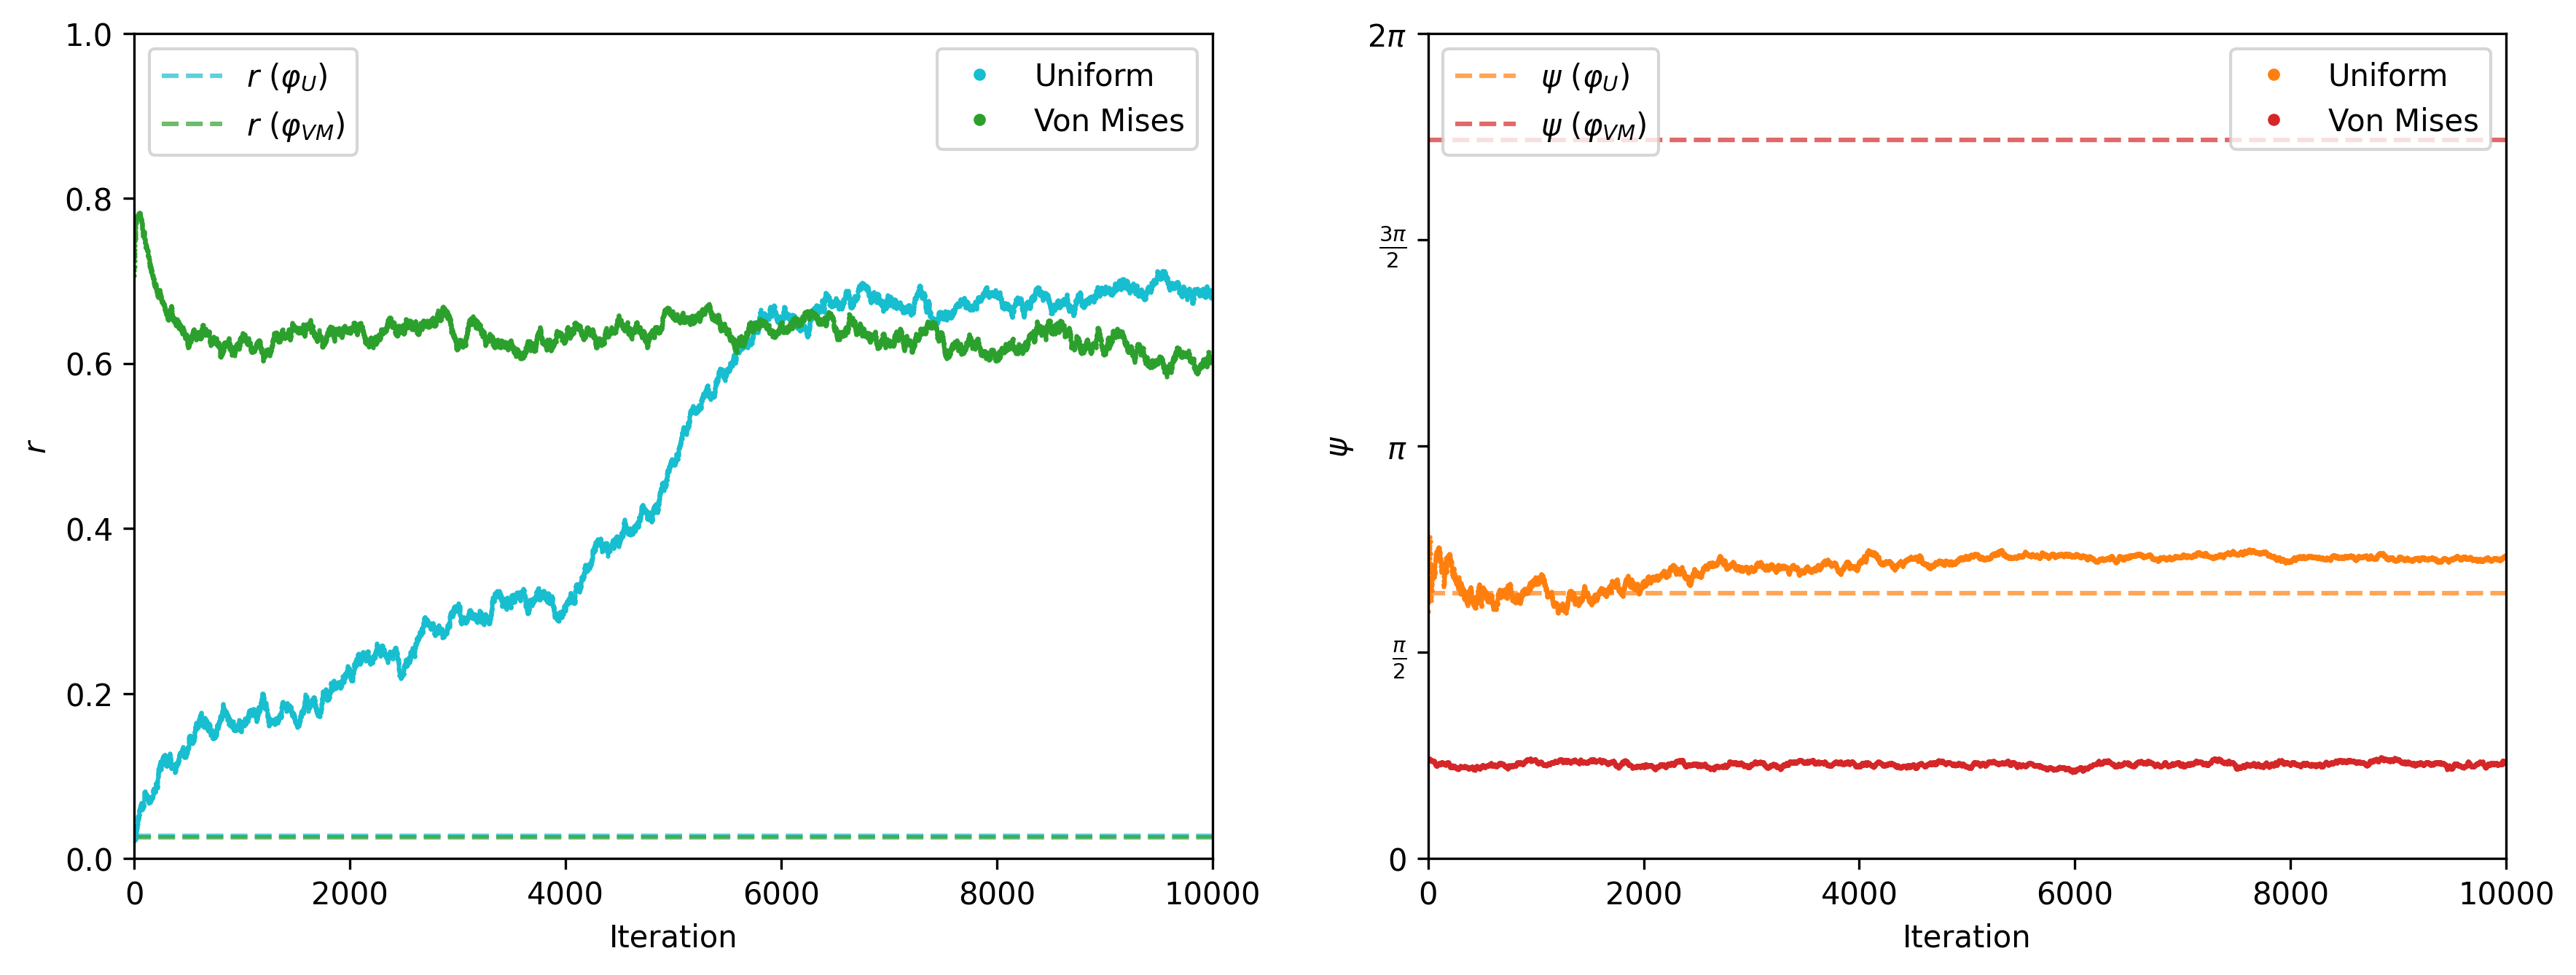 1.0
0.8
0.6
0.4
0.2
0.0
r
r (φ_U)
r (φ_VM)
Uniform
Von Mises
0 2000 4000 6000 8000 10000
Iteration
2π
3π/2
π
π/2
0
ψ
ψ (φ_U)
ψ (φ_VM)
Uniform
Von Mises
0 2000 4000 6000 8000 10000
Iteration